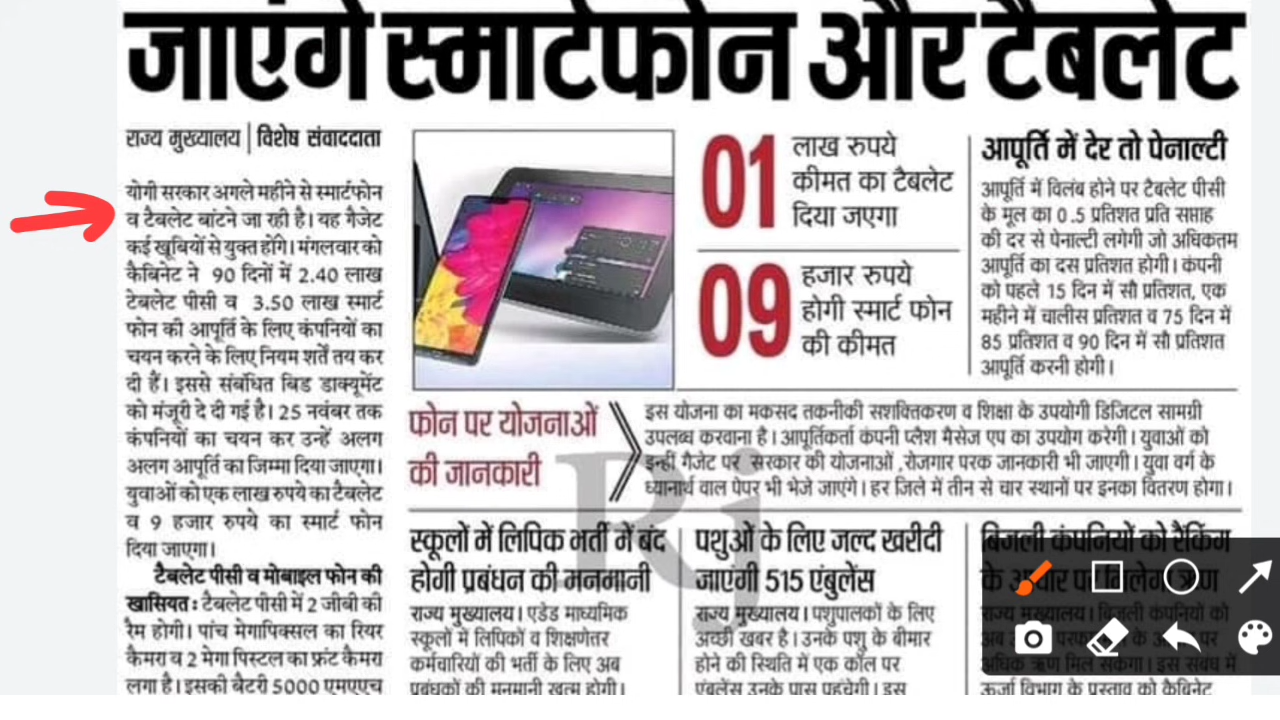 जाएंगे स्मार्टफोन और टैबलेट
राज्य मुख्यालय | विशेष संवाददाता
योगी सरकार अगले महीने से स्मार्टफोन
व टैबलेट बांटने जा रही है। यह गैजेट
कई खूबियों से युक्त होंगे। मंगलवार को
कैबिनेट ने 90 दिनों में 2.40 लाख
टेबलेट पीसी व 3.50 लाख स्मार्ट
फोन की आपूर्ति के लिए कंपनियों का
चयन करने के लिए नियम शर्तें तय कर
दी हैं। इससे संबंधित बिड डाक्यूमेंट
को मंजूरी दे दी गई है। 25 नवंबर तक
कंपनियों का चयन कर उन्हें अलग
अलग आपूर्ति का जिम्मा दिया जाएगा।
युवाओं को एक लाख रुपये का टैबलेट
व 9 हजार रुपये का स्मार्ट फोन
दिया जाएगा।
टैबलेट पीसी व मोबाइल फोन की
खासियत : टैबलेट पीसी में 2 जीबी की
रैम होगी। पांच मेगापिक्सल का रियर
कैमरा व 2 मेगा पिस्टल का फ्रंट कैमरा
लगा है। इसकी बैटरी 5000 एमएएच
01 लाख रुपये
कीमत का टैबलेट
दिया जएगा
09 हजार रुपये
होगी स्मार्ट फोन
की कीमत
आपूर्ति में देर तो पेनाल्टी
आपूर्ति में विलंब होने पर टैबलेट पीसी
के मूल का 0.5 प्रतिशत प्रति सप्ताह
की दर से पेनाल्टी लगेगी जो अधिकतम
आपूर्ति का दस प्रतिशत होगी। कंपनी
को पहले 15 दिन में सौ प्रतिशत, एक
महीने में चालीस प्रतिशत व 75 दिन में
85 प्रतिशत व 90 दिन में सौ प्रतिशत
आपूर्ति करनी होगी।
फोन पर योजनाओं
की जानकारी
इस योजना का मकसद तकनीकी सशक्तिकरण व शिक्षा के उपयोगी डिजिटल सामग्री
उपलब्ध करवाना है। आपूर्तिकर्ता कंपनी प्लैश मैसेज एप का उपयोग करेगी। युवाओं को
इन्हीं गैजेट पर सरकार की योजनाओं ,रोजगार परक जानकारी भी जाएगी। युवा वर्ग के
ध्यानार्थ वाल पेपर भी भेजे जाएंगे। हर जिले में तीन से चार स्थानों पर इनका वितरण होगा।
Rj
स्कूलों में लिपिक भर्ती में बंद
होगी प्रबंधन की मनमानी
राज्य मुख्यालय। एडेड माध्यमिक
स्कूलों में लिपिकों व शिक्षणेत्तर
कर्मचारियों की भर्ती के लिए अब
प्रबंधकों की मनमानी खत्म होगी।
पशुओं के लिए जल्द खरीदी
जाएंगी 515 एंबुलेंस
राज्य मुख्यालय। पशुपालकों के लिए
अच्छी खबर है। उनके पशु के बीमार
होने की स्थिति में एक कॉल पर
एंबुलेंस उनके पास पहुंचेगी। इस
बिजली कंपनियों को रैंकिंग
के आधार पर मिलेगा ऋण
राज्य मुख्यालय। बिजली कंपनियों को
अब के पर
अधिक ऋण मिल सकेगा। इस संबंध में
ऊर्जा विभाग के प्रस्ताव को कैबिनेट